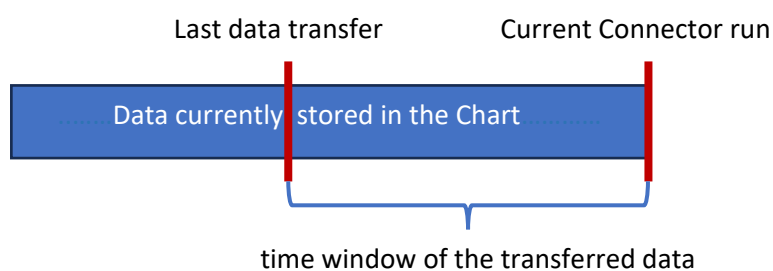 Last data transfer
Current Connector run
........Data currently stored in the Chart............
time window of the transferred data